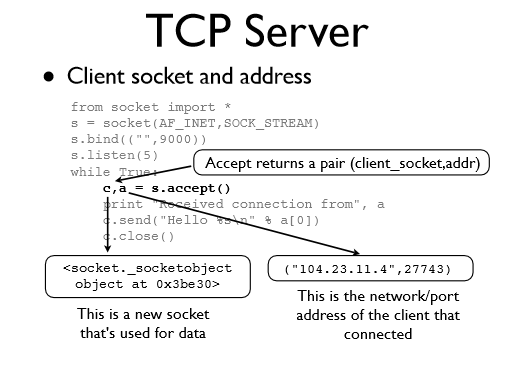 TCP Server
• Client socket and address
from socket import *
s = socket(AF_INET,SOCK_STREAM)
s.bind(("",9000))
s.listen(5)
while True:
Accept returns a pair (client_socket,addr)
c,a = s.accept()
print "Received connection from", a
c.send("Hello %s\n" % a[0])
c.close()
<socket._socketobject
object at 0x3be30>
This is a new socket
that's used for data
("104.23.11.4",27743)
This is the network/port
address of the client that
connected